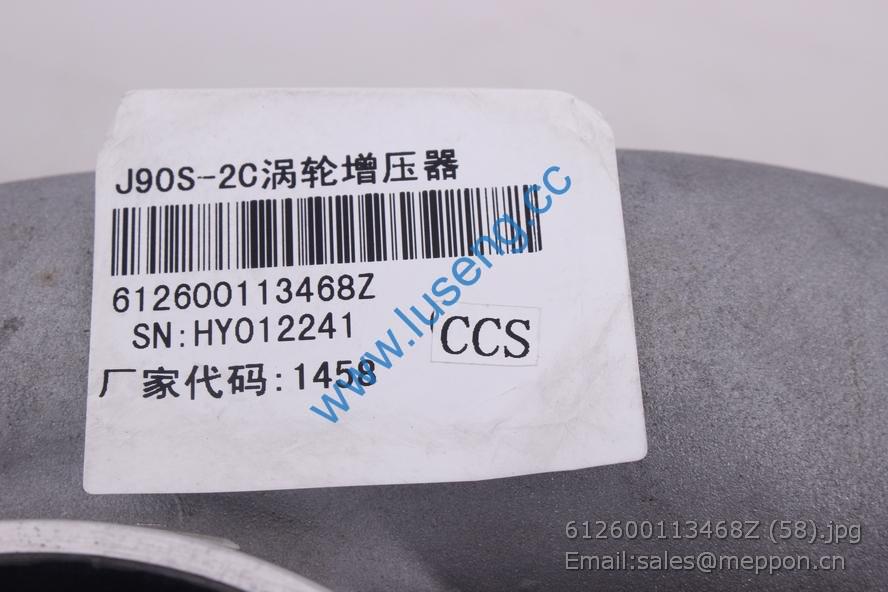 J90S-2C涡轮增压器
612600113468Z
SN:HY012241
CCS
厂家代码:1458
www.luseng.cc
612600113468Z (58).jpg
Email:sales@meppon.cn